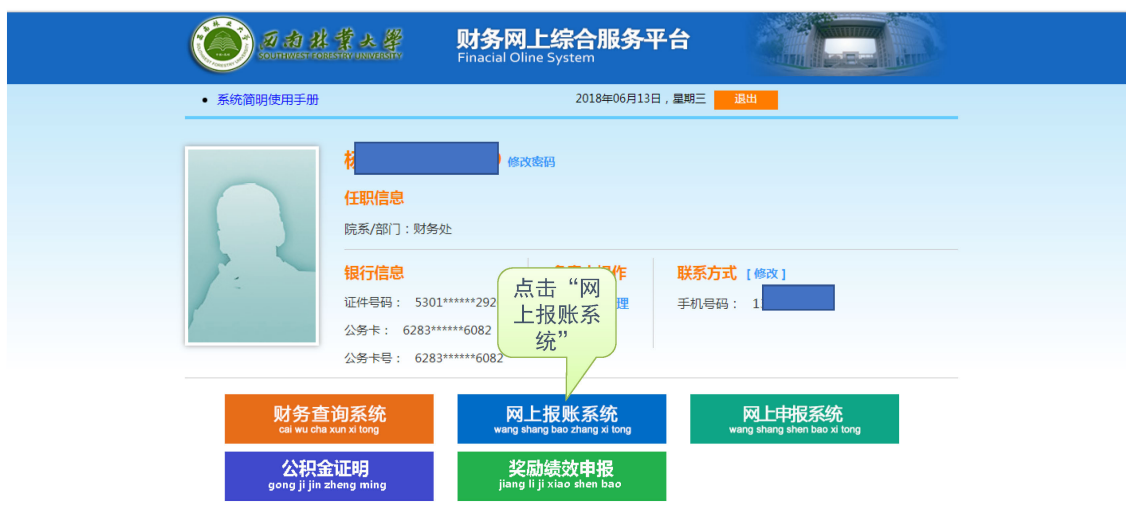 西南林业大学
SOUTHWEST FORESTRY UNIVERSITY
财务网上综合服务平台
Finacial Oline System
系统简明使用手册
2018年06月13日，星期三
退出
修改密码
任职信息
院系/部门：财务处
银行信息
作
联系方式 [ 修改 ]
证件号码： 5301******292
理
手机号码： 1
公务卡： 6283******6082
公务卡号： 6283******6082
点击“网
上报账系
统”
财务查询系统
cai wu cha xun xi tong
网上报账系统
wang shang bao zhang xi tong
网上申报系统
wang shang shen bao xi tong
公积金证明
gong ji jin zheng ming
奖励绩效申报
jiang li ji xiao shen bao